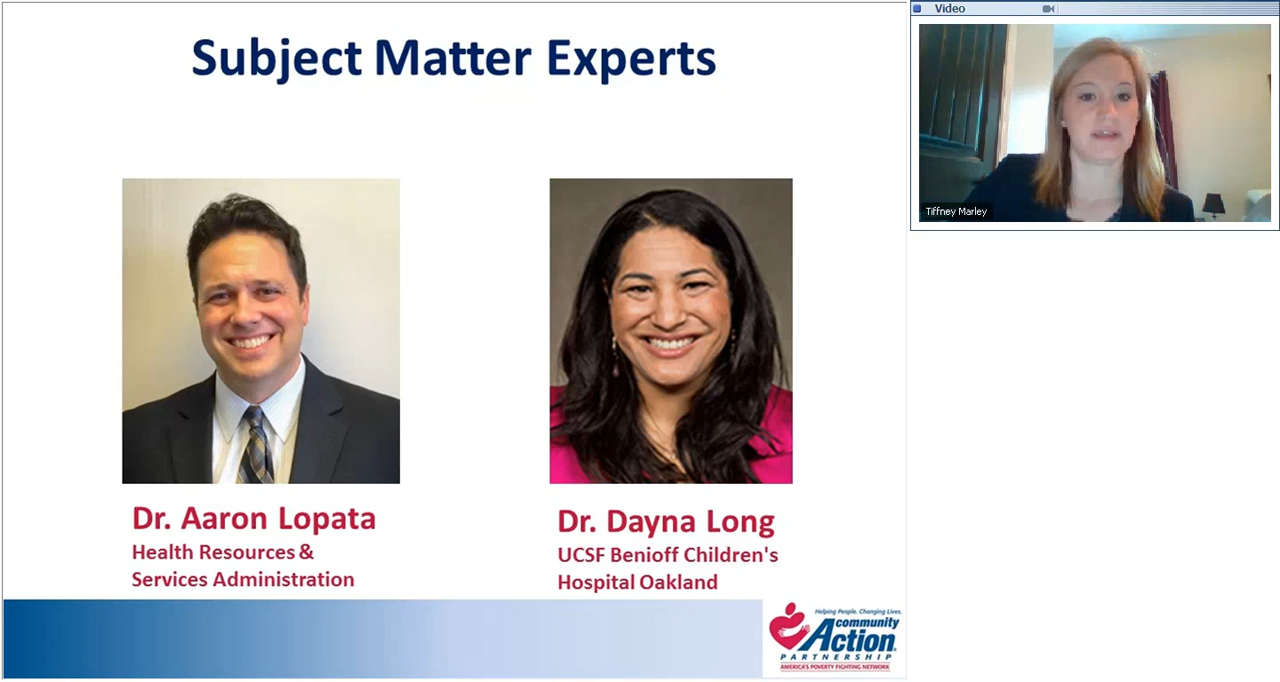 Subject Matter Experts
Dr. Aaron Lopata
Health Resources &
Services Administration
Dr. Dayna Long
UCSF Benioff Children's
Hospital Oakland
Helping People. Changing Lives.
community
Action
PARTNERSHIP
AMERICA'S POVERTY FIGHTING NETWORK
Video
Tiffney Marley